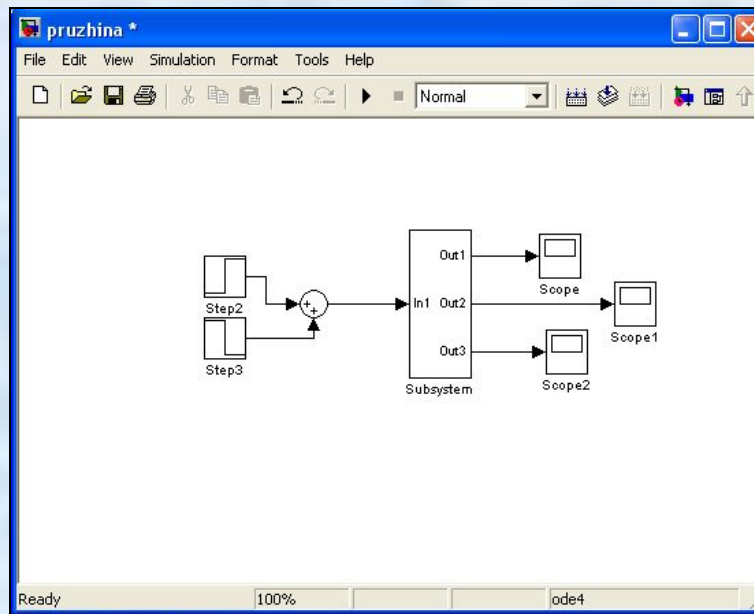 pruzhina *
File Edit View Simulation Format Tools Help
Normal
Out1
Scope
Step2
+
+
In1 Out2
Scope1
Step3
Out3
Subsystem
Scope2
Ready 100% ode4